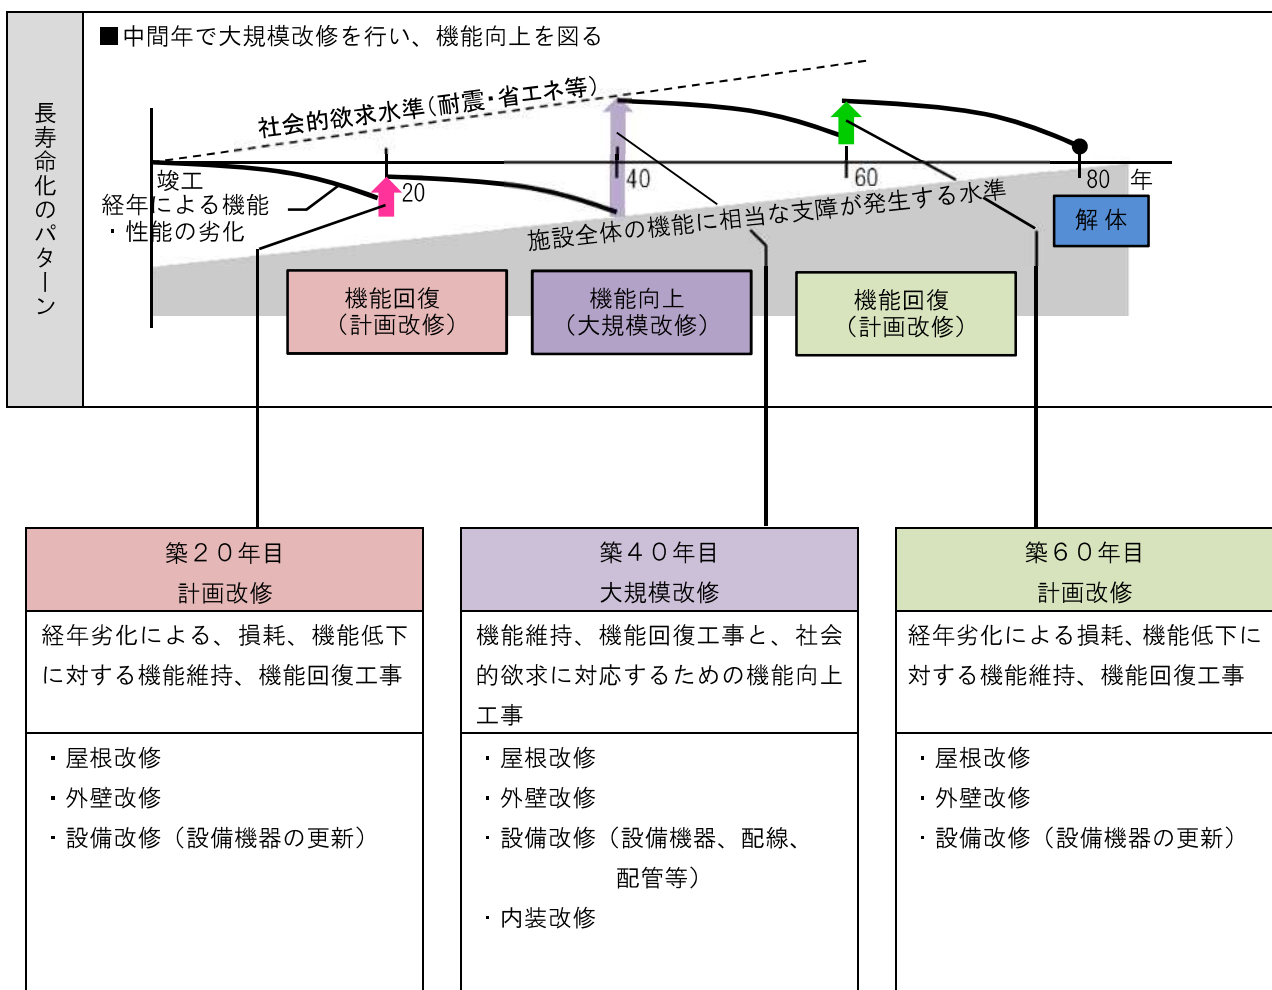 長寿命化のパターン
■中間年で大規模改修を行い、機能向上を図る
社会的欲求水準(耐震・省エネ等)
竣工
経年による機能
・性能の劣化
20
40
60
80 年
施設全体の機能に相当な支障が発生する水準
解体
機能回復
(計画改修)
機能向上
(大規模改修)
機能回復
(計画改修)
築20年目
計画改修
経年劣化による、損耗、機能低下
に対する機能維持、機能回復工事
・屋根改修
・外壁改修
・設備改修（設備機器の更新）
築40年目
大規模改修
機能維持、機能回復工事と、社会
的欲求に対応するための機能向上
工事
・屋根改修
・外壁改修
・設備改修（設備機器、配線、
配管等）
・内装改修
築60年目
計画改修
経年劣化による損耗、機能低下に
対する機能維持、機能回復工事
・屋根改修
・外壁改修
・設備改修（設備機器の更新）